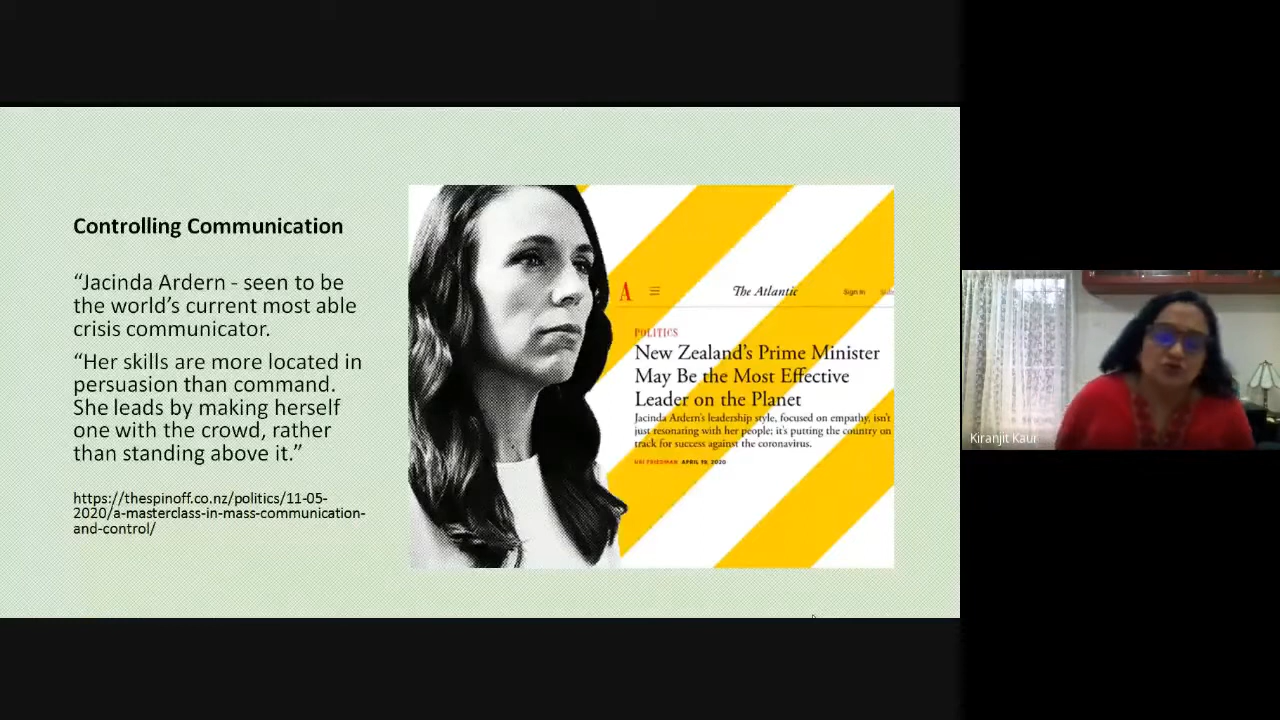 Controlling Communication
“Jacinda Ardern - seen to be
the world’s current most able
crisis communicator.
“Her skills are more located in
persuasion than command.
She leads by making herself
one with the crowd, rather
than standing above it.”
https://thespinoff.co.nz/politics/11-05-
2020/a-masterclass-in-mass-communication-
and-control/
A
The Atlantic
Sign In
POLITICS
New Zealand’s Prime Minister
May Be the Most Effective
Leader on the Planet
Jacinda Ardern’s leadership style, focused on empathy, isn’t
just resonating with her people; it’s putting the country on
track for success against the coronavirus.
URI FRIEDMAN APRIL 19, 2020
Kiranjit Kaur